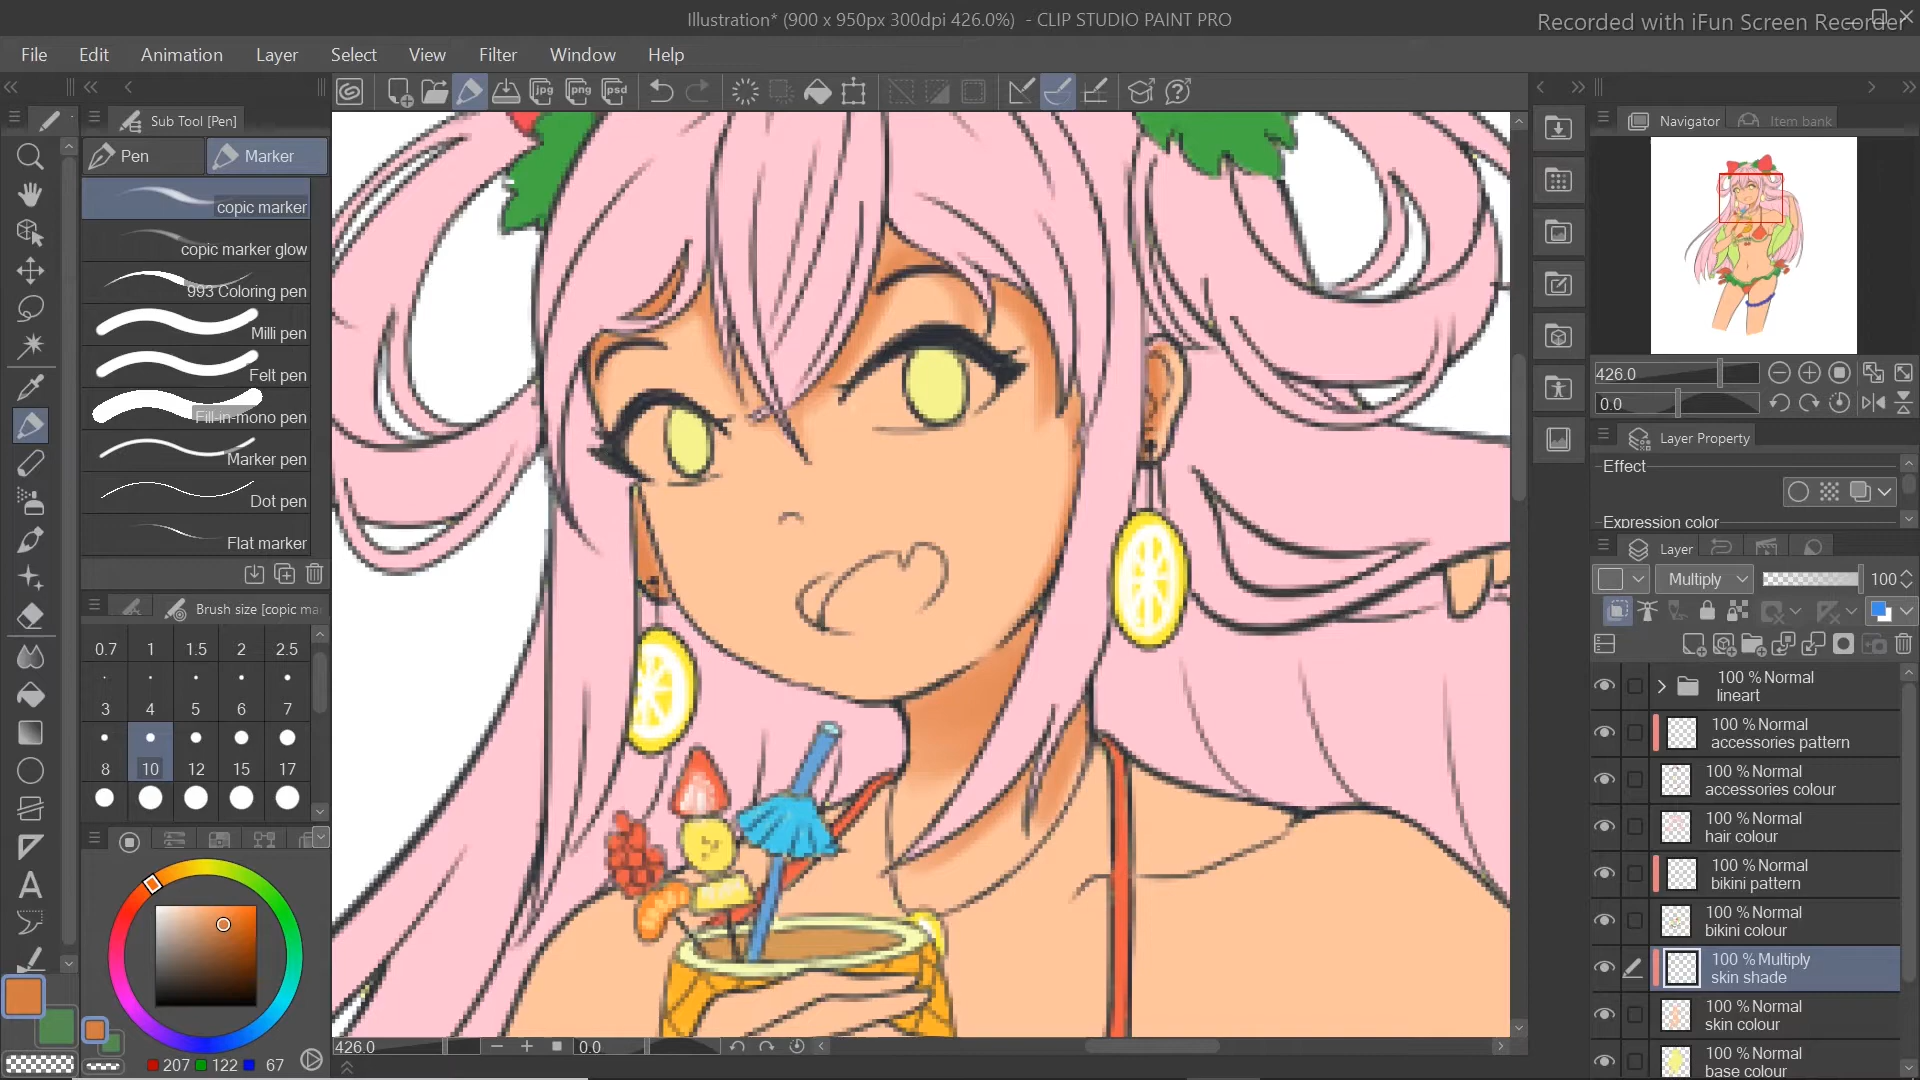 Illustration* (900 x 950px 300dpi 426.0%) - CLIP STUDIO PAINT PRO
Recorded with iFun Screen Recorder
File Edit Animation Layer Select View Filter Window Help
jpg png psd
Sub Tool [Pen]
Pen Marker
copic marker
copic marker glow
993 Coloring pen
Milli pen
Felt pen
Fill-in-mono pen
Marker pen
Dot pen
Flat marker
Brush size [copic ma
0.7 1 1.5 2 2.5
3 4 5 6 7
8 10 12 15 17
207 122 67
426.0 0.0
Navigator Item bank
426.0
0.0
Layer Property
Effect
Expression color
Layer
Multiply 100
100 % Normal
lineart
100 % Normal
accessories pattern
100 % Normal
accessories colour
100 % Normal
hair colour
100 % Normal
bikini pattern
100 % Normal
bikini colour
100 % Multiply
skin shade
100 % Normal
skin colour
100 % Normal
base colour